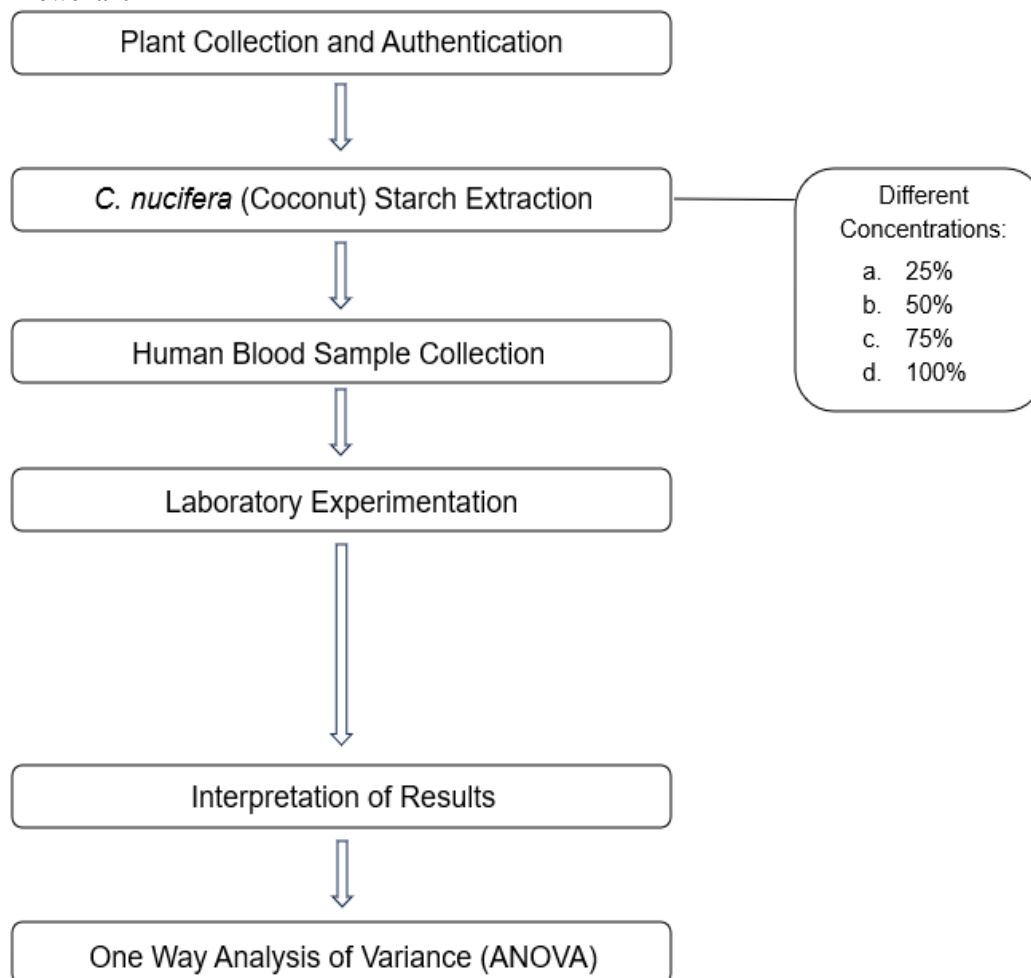 Plant Collection and Authentication
C. nucifera (Coconut) Starch Extraction
Different
Concentrations:
a. 25%
b. 50%
c. 75%
d. 100%
Human Blood Sample Collection
Laboratory Experimentation
Interpretation of Results
One Way Analysis of Variance (ANOVA)